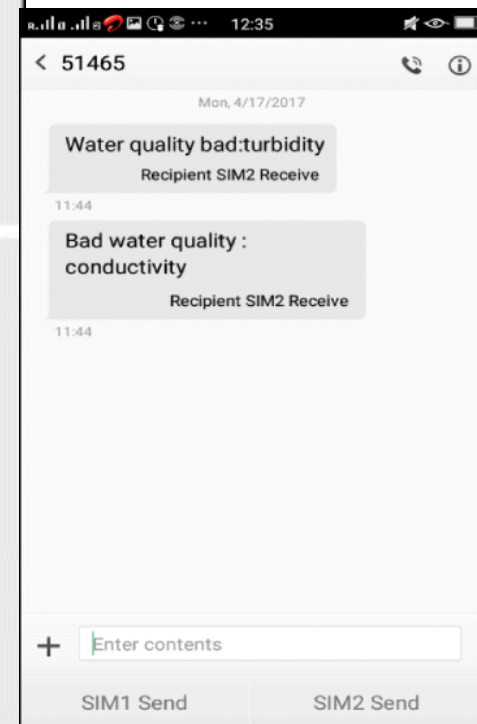 12:35
51465
Mon, 4/17/2017
Water quality bad:turbidity
Recipient SIM2 Receive
11:44
Bad water quality :
conductivity
Recipient SIM2 Receive
11:44
Enter contents
SIM1 Send
SIM2 Send